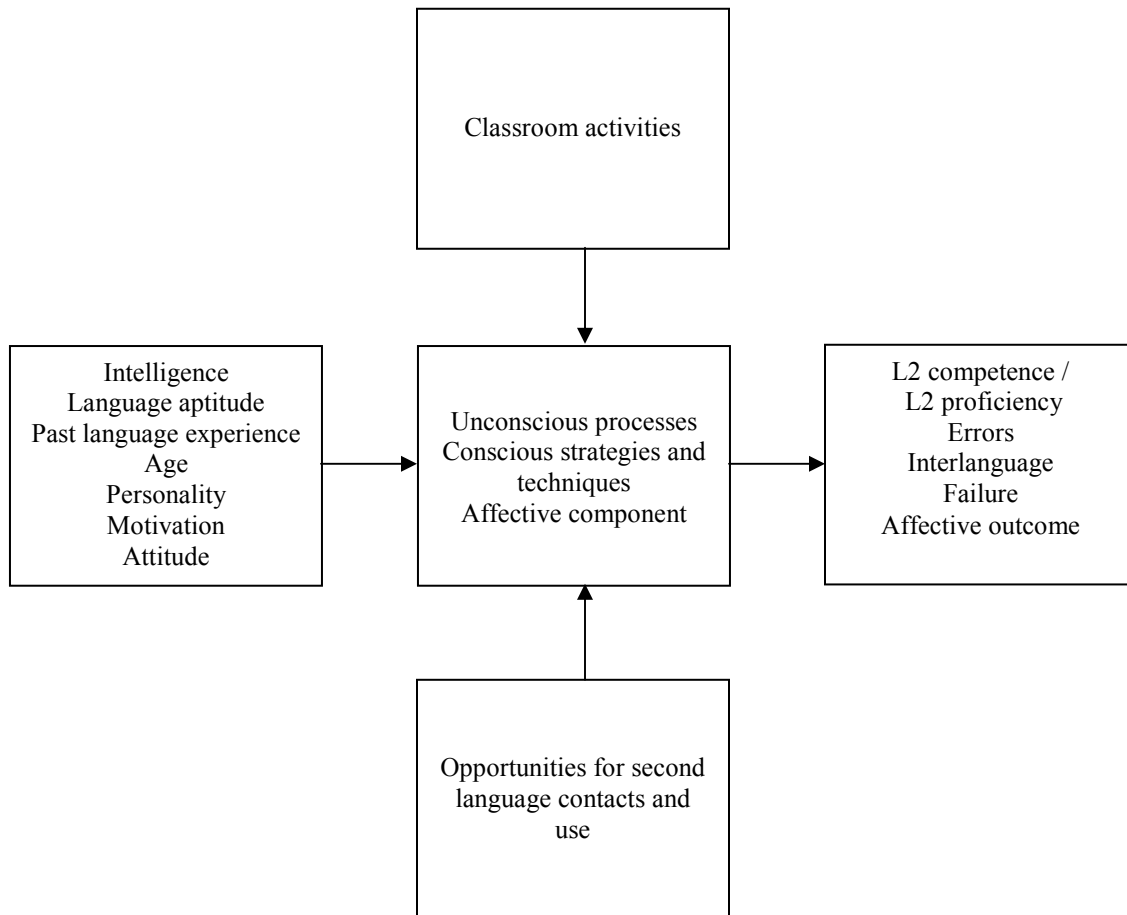 Classroom activities
Intelligence
Language aptitude
Past language experience
Age
Personality
Motivation
Attitude
Unconscious processes
Conscious strategies and
techniques
Affective component
L2 competence /
L2 proficiency
Errors
Interlanguage
Failure
Affective outcome
Opportunities for second
language contacts and
use